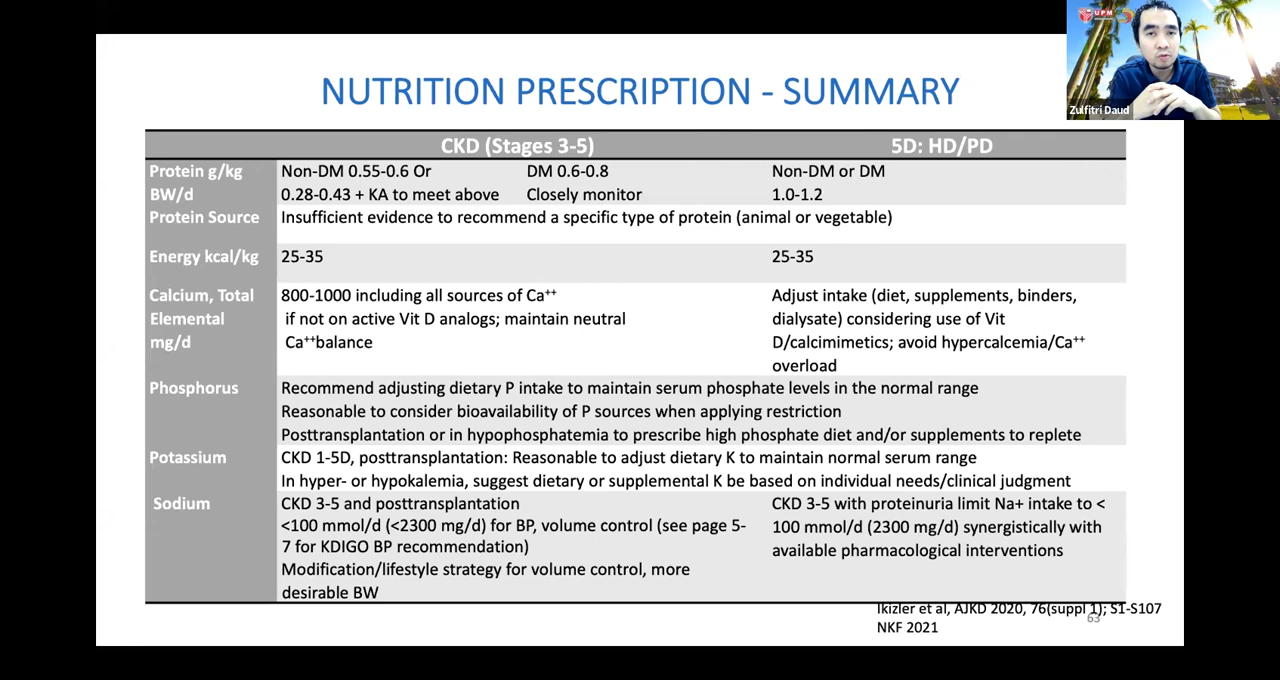 UPM
Zulfitri Daud
NUTRITION PRESCRIPTION - SUMMARY
CKD (Stages 3-5) 5D: HD/PD
Protein g/kg Non-DM 0.55-0.6 Or DM 0.6-0.8 Non-DM or DM
BW/d 0.28-0.43 + KA to meet above Closely monitor 1.0-1.2
Protein Source Insufficient evidence to recommend a specific type of protein (animal or vegetable)
Energy kcal/kg 25-35 25-35
Calcium, Total 800-1000 including all sources of Ca⁺⁺ Adjust intake (diet, supplements, binders,
Elemental if not on active Vit D analogs; maintain neutral dialysate) considering use of Vit
mg/d Ca⁺⁺balance D/calcimimetics; avoid hypercalcemia/Ca⁺⁺
overload
Phosphorus Recommend adjusting dietary P intake to maintain serum phosphate levels in the normal range
Reasonable to consider bioavailability of P sources when applying restriction
Posttransplantation or in hypophosphatemia to prescribe high phosphate diet and/or supplements to replete
Potassium CKD 1-5D, posttransplantation: Reasonable to adjust dietary K to maintain normal serum range
In hyper- or hypokalemia, suggest dietary or supplemental K be based on individual needs/clinical judgment
Sodium CKD 3-5 and posttransplantation CKD 3-5 with proteinuria limit Na+ intake to <
<100 mmol/d (<2300 mg/d) for BP, volume control (see page 5- 100 mmol/d (2300 mg/d) synergistically with
7 for KDIGO BP recommendation) available pharmacological interventions
Modification/lifestyle strategy for volume control, more
desirable BW
Ikizler et al, AJKD 2020, 76(suppl 1); S1-S107
63
NKF 2021